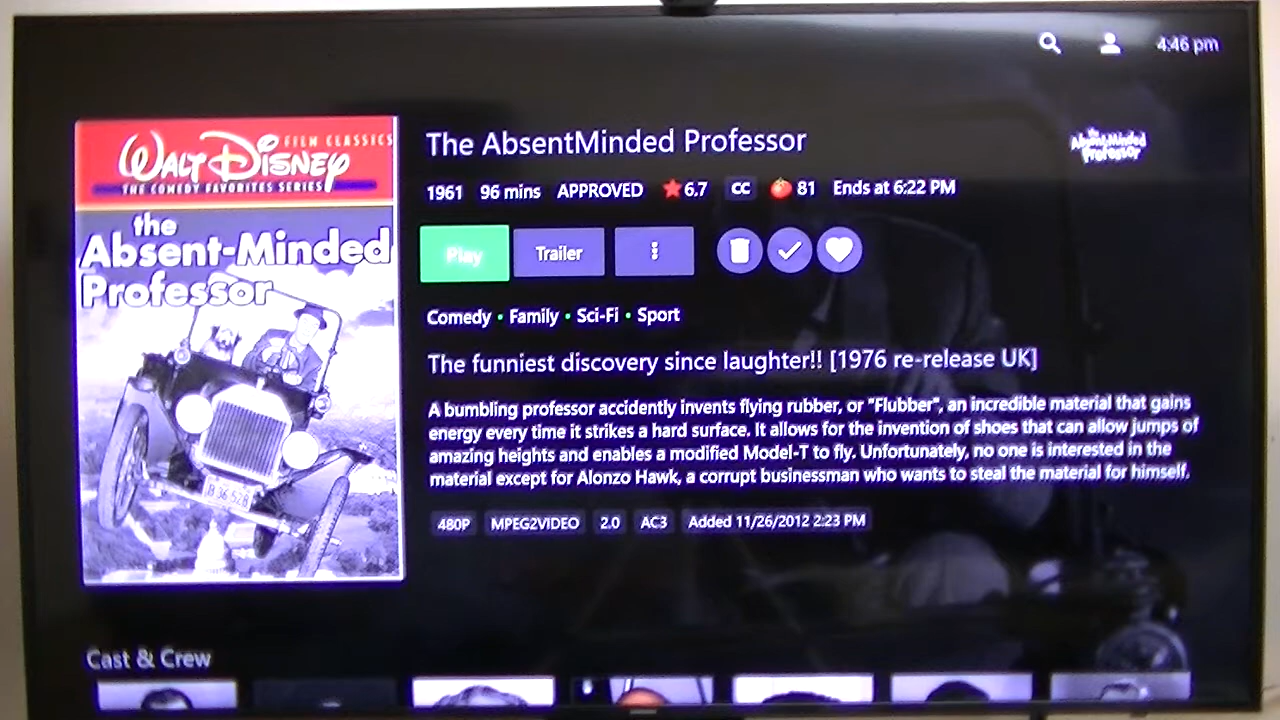 4:46 pm
FILM CLASSICS
WALT DISNEY
THE COMEDY FAVORITES SERIES
the
Absent-Minded
Professor
B 36 528
The AbsentMinded Professor
the
AbsentMinded
Professor
1961 96 mins APPROVED 6.7 CC 81 Ends at 6:22 PM
Play Trailer
Comedy • Family • Sci-Fi • Sport
The funniest discovery since laughter!! [1976 re-release UK]
A bumbling professor accidently invents flying rubber, or "Flubber", an incredible material that gains
energy every time it strikes a hard surface. It allows for the invention of shoes that can allow jumps of
amazing heights and enables a modified Model-T to fly. Unfortunately, no one is interested in the
material except for Alonzo Hawk, a corrupt businessman who wants to steal the material for himself.
480P MPEG2VIDEO 2.0 AC3 Added 11/26/2012 2:23 PM
Cast & Crew